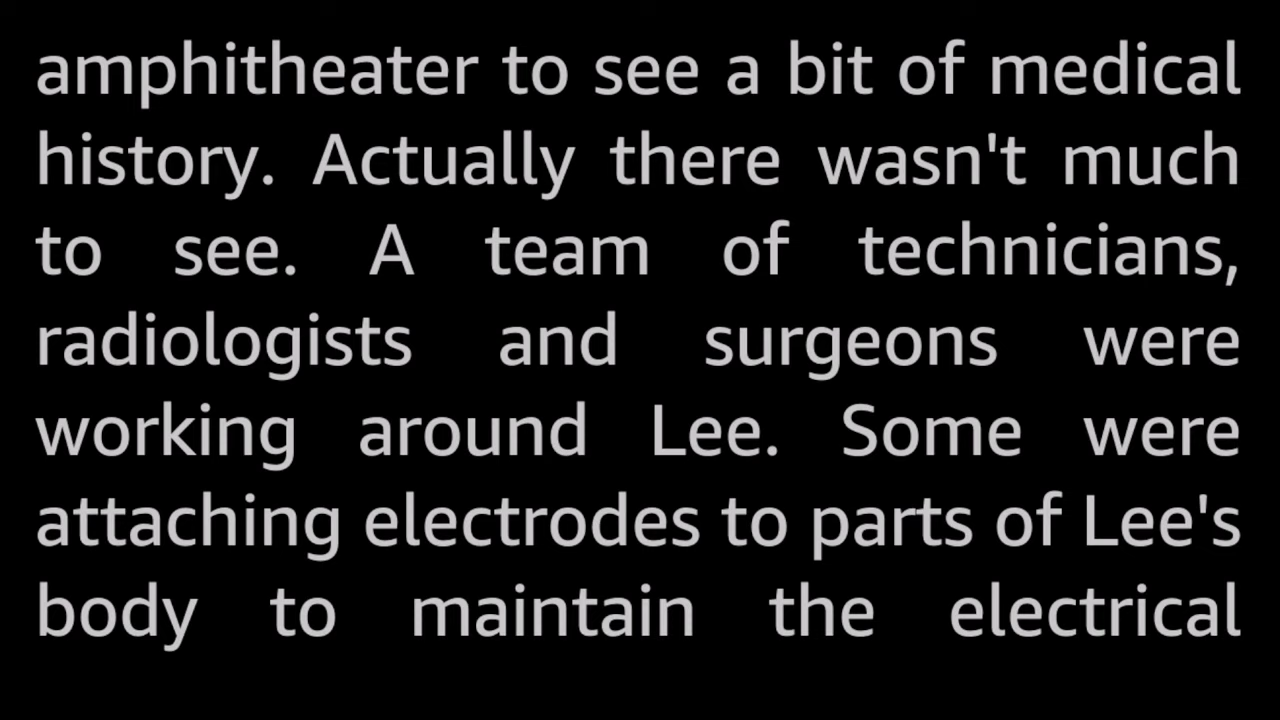 amphitheater to see a bit of medical
history. Actually there wasn't much
to see. A team of technicians,
radiologists and surgeons were
working around Lee. Some were
attaching electrodes to parts of Lee's
body to maintain the electrical